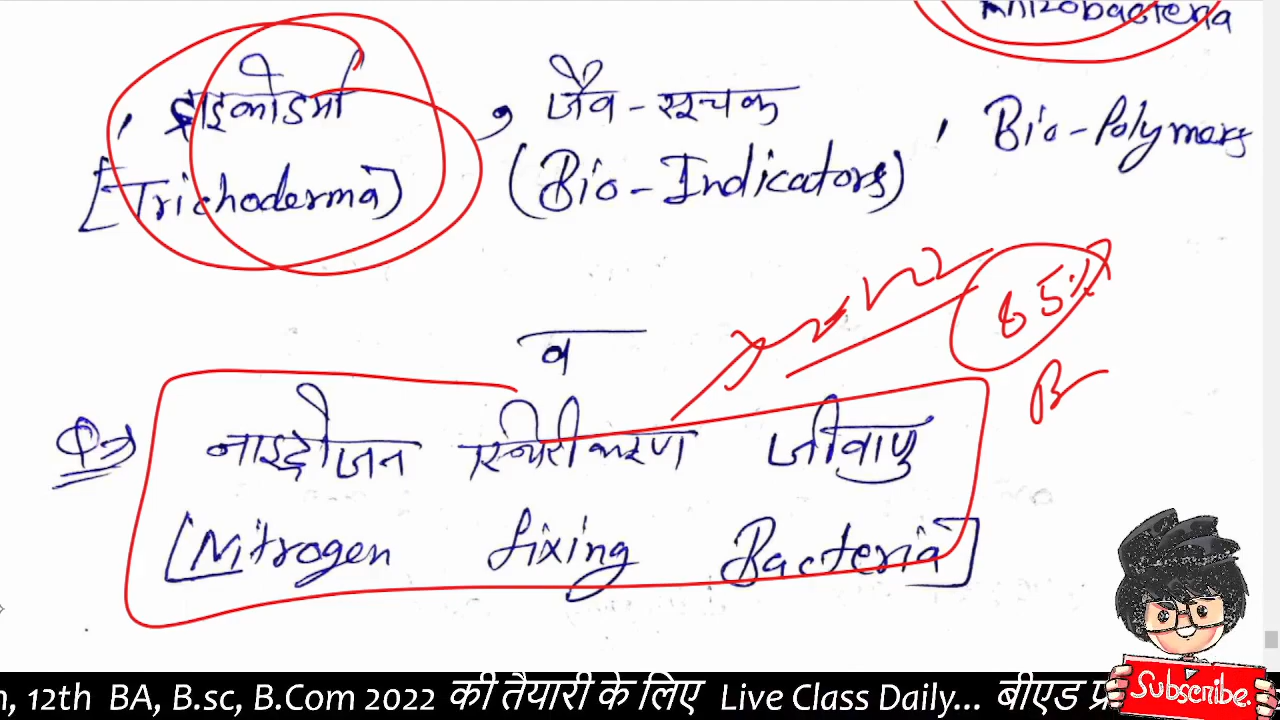 Rhizobacteria
, ट्राइकोडर्मा , जैव-सूचक , Bio-Polymers
[Trichoderma] (Bio-Indicators)
85%
व
नाइट्रोजन स्थिरीकरण जीवाणु
[Nitrogen fixing Bacteria]
, 12th BA, B.sc, B.Com 2022 की तैयारी के लिए Live Class Daily... बीएड
Subscribe.